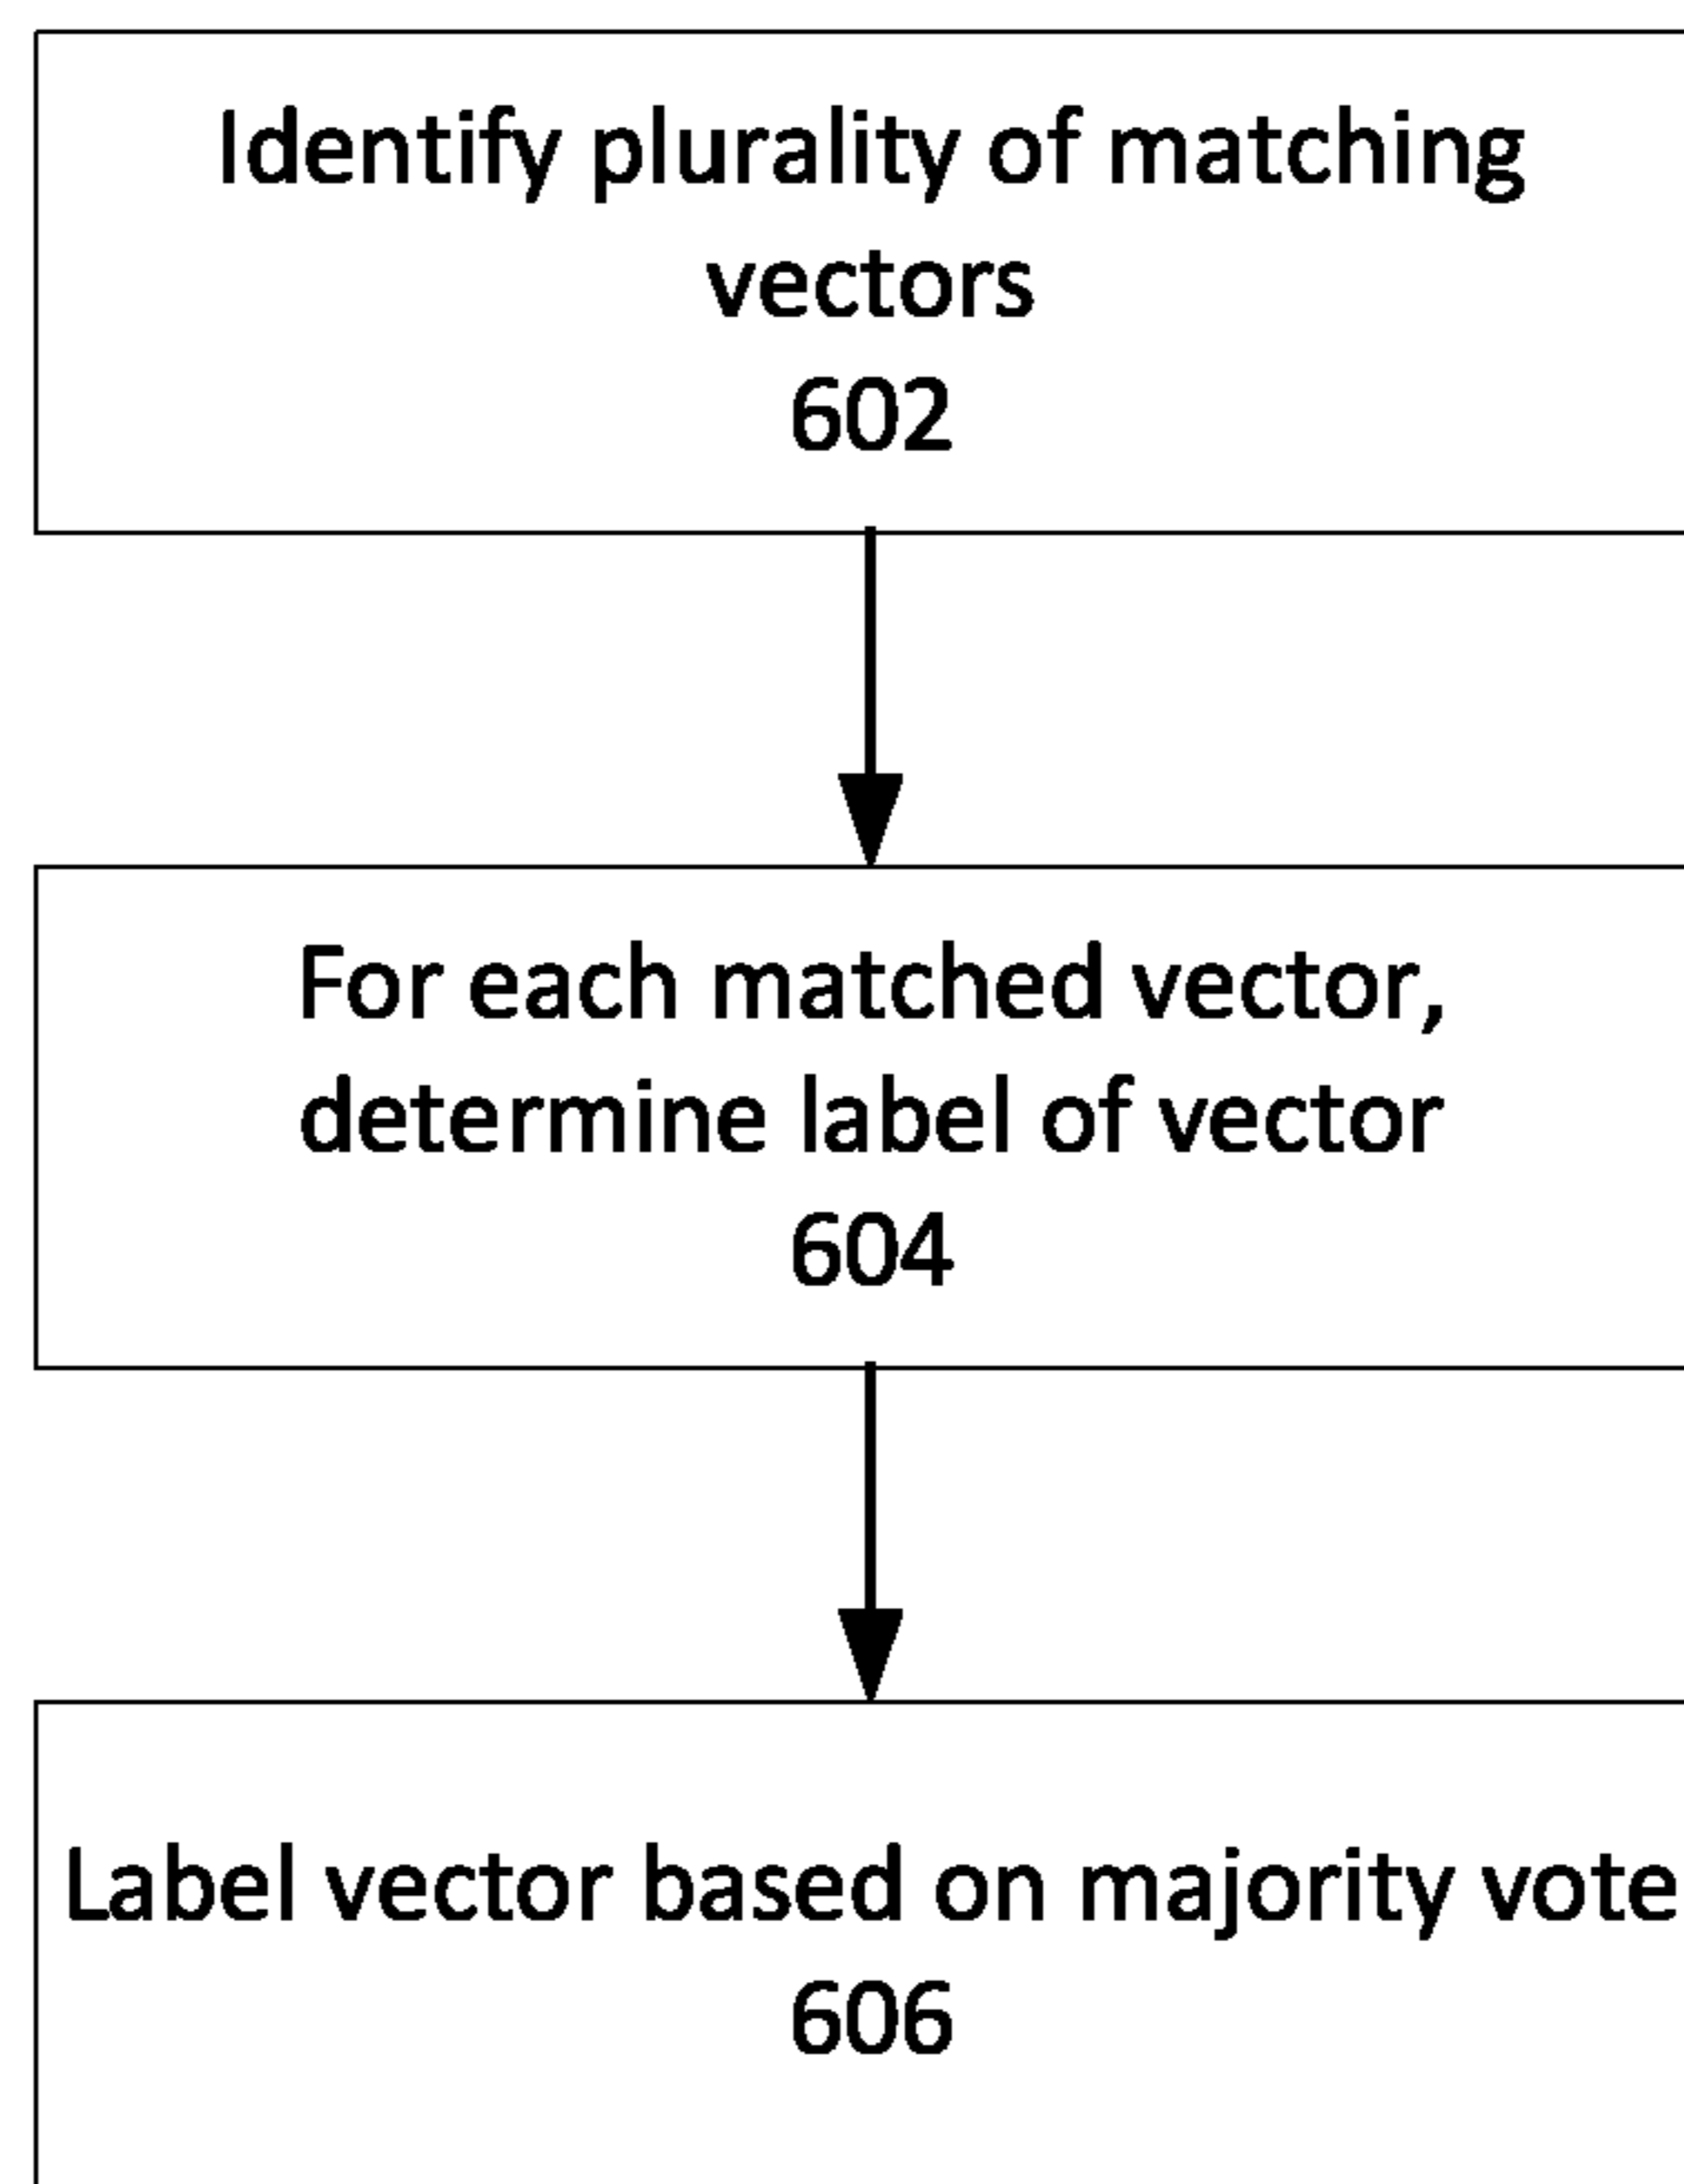 Identify plurality of matching
vectors
602
For each matched vector,
determine label of vector
604
Label vector based on majority vote
606